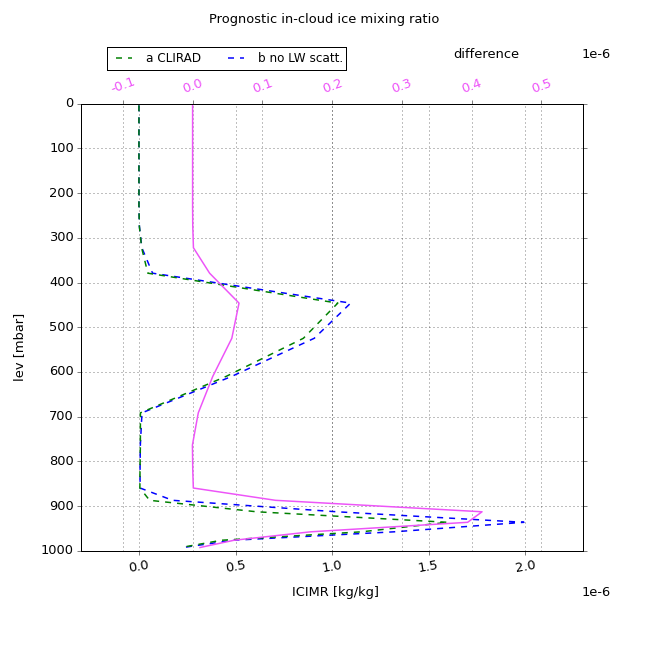 Prognostic in-cloud ice mixing ratio
a CLIRAD b no LW scatt.
difference 1e-6
-0.1 0.0 0.1 0.2 0.3 0.4 0.5
0
100
200
300
400
500
600
700
800
900
1000
lev [mbar]
0.0 0.5 1.0 1.5 2.0
ICIMR [kg/kg] 1e-6